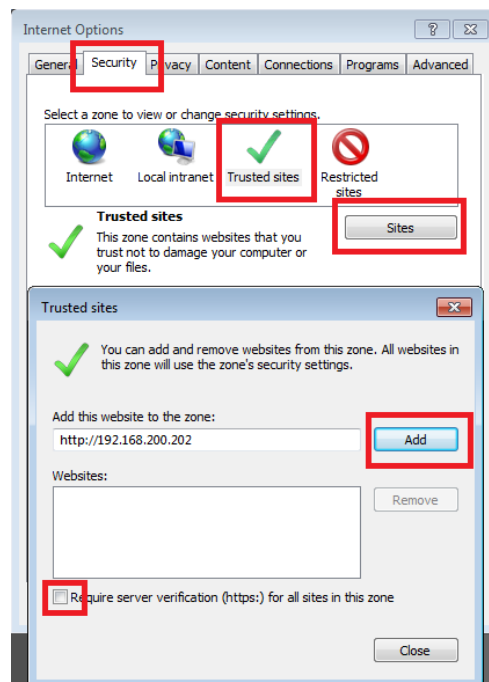 Internet Options
General Security Privacy Content Connections Programs Advanced
Select a zone to view or change security settings.
Internet Local intranet Trusted sites Restricted
sites
Trusted sites
Sites
This zone contains websites that you
trust not to damage your computer or
your files.
Trusted sites
You can add and remove websites from this zone. All websites in
this zone will use the zone's security settings.
Add this website to the zone:
http://192.168.200.202
Add
Websites:
Remove
Require server verification (https:) for all sites in this zone
Close